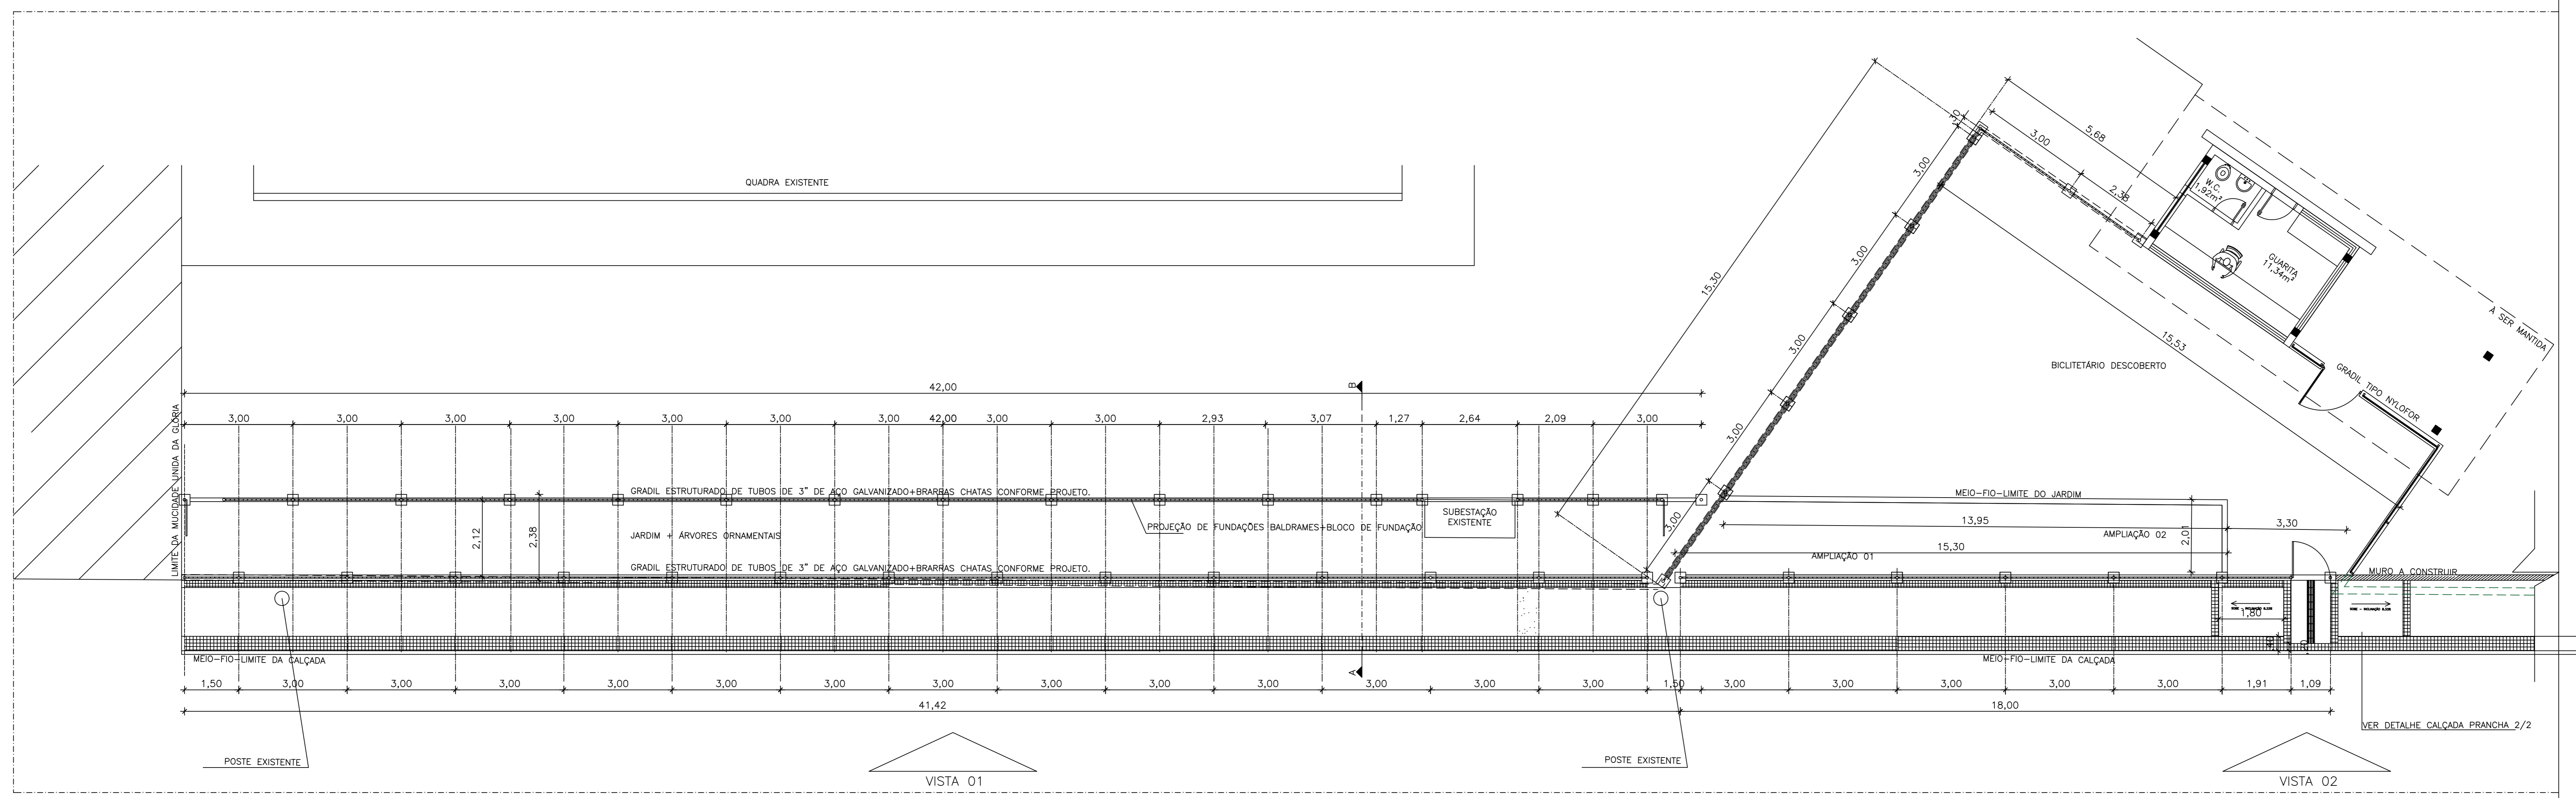 QUADRA EXISTENTE
5,68
3,00
2,38
W.C.
1,92m²
GUARITA
11,34m²
A SER MANTIDA
GRADIL TIPO NYLOFOR
15,53
BICLITETÁRIO DESCOBERTO
15,30
3,00
3,00
3,00
3,00
3,00
42,00
B
3,00 3,00 3,00 3,00 3,00 3,00 3,00 42,00 3,00 3,00 2,93 3,07 1,27 2,64 2,09 3,00
LIMITE DA MUCIDADE UNIDA DA GLÓRIA
GRADIL ESTRUTURADO DE TUBOS DE 3" DE AÇO GALVANIZADO+BRARRAS CHATAS CONFORME PROJETO.
MEIO-FIO-LIMITE DO JARDIM
SUBESTAÇÃO
EXISTENTE
PROJEÇÃO DE FUNDAÇÕES BALDRAMES+BLOCO DE FUNDAÇÃO
2,12
2,38
JARDIM + ÁRVORES ORNAMENTAIS
13,95
3,30
2,01
AMPLIAÇÃO 02
15,30
AMPLIAÇÃO 01
GRADIL ESTRUTURADO DE TUBOS DE 3" DE AÇO GALVANIZADO+BRARRAS CHATAS CONFORME PROJETO.
MURO A CONSTRUIR
1,80
MEIO-FIO-LIMITE DA CALÇADA
MEIO-FIO-LIMITE DA CALÇADA
A
1,50 3,00 3,00 3,00 3,00 3,00 3,00 3,00 3,00 3,00 3,00 3,00 3,00 3,00 1,50 3,00 3,00 3,00 3,00 3,00 1,91 1,09
41,42
18,00
VER DETALHE CALÇADA PRANCHA 2/2
POSTE EXISTENTE
POSTE EXISTENTE
VISTA 01
VISTA 02